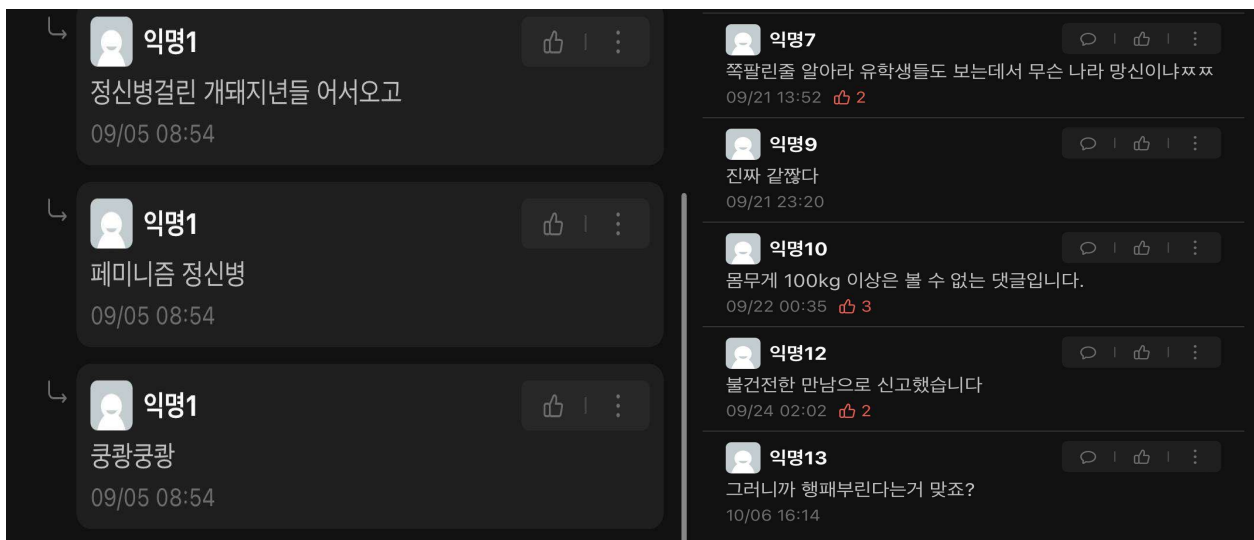 익명1
정신병걸린 개돼지년들 어서오고
09/05 08:54
익명1
페미니즘 정신병
09/05 08:54
익명1
쿵쾅쿵쾅
09/05 08:54
익명7
쪽팔린줄 알아라 유학생들도 보는데서 무슨 나라 망신이냐ㅉㅉ
09/21 13:52 2
익명9
진짜 같짢다
09/21 23:20
익명10
몸무게 100kg 이상은 볼 수 없는 댓글입니다.
09/22 00:35 3
익명12
불건전한 만남으로 신고했습니다
09/24 02:02 2
익명13
그러니까 행패부린다는거 맞죠?
10/06 16:14